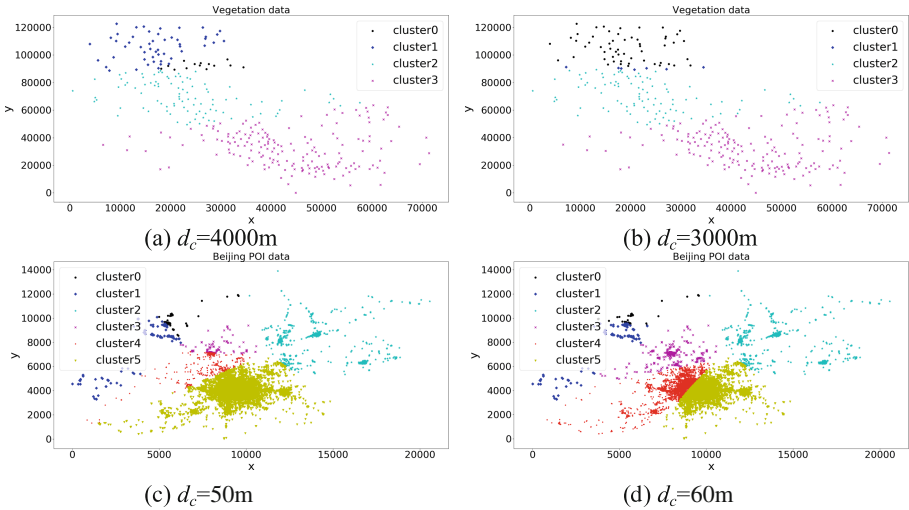 Vegetation data
120000
100000
80000
60000
40000
20000
0
y
cluster0
cluster1
cluster2
cluster3
0 10000 20000 30000 40000 50000 60000 70000
x
(a) d_c=4000m
Vegetation data
120000
100000
80000
60000
40000
20000
0
y
cluster0
cluster1
cluster2
cluster3
0 10000 20000 30000 40000 50000 60000 70000
x
(b) d_c=3000m
Beijing POI data
14000
12000
10000
8000
6000
4000
2000
0
y
cluster0
cluster1
cluster2
cluster3
cluster4
cluster5
0 5000 10000 15000 20000
x
(c) d_c=50m
Beijing POI data
14000
12000
10000
8000
6000
4000
2000
0
y
cluster0
cluster1
cluster2
cluster3
cluster4
cluster5
0 5000 10000 15000 20000
x
(d) d_c=60m